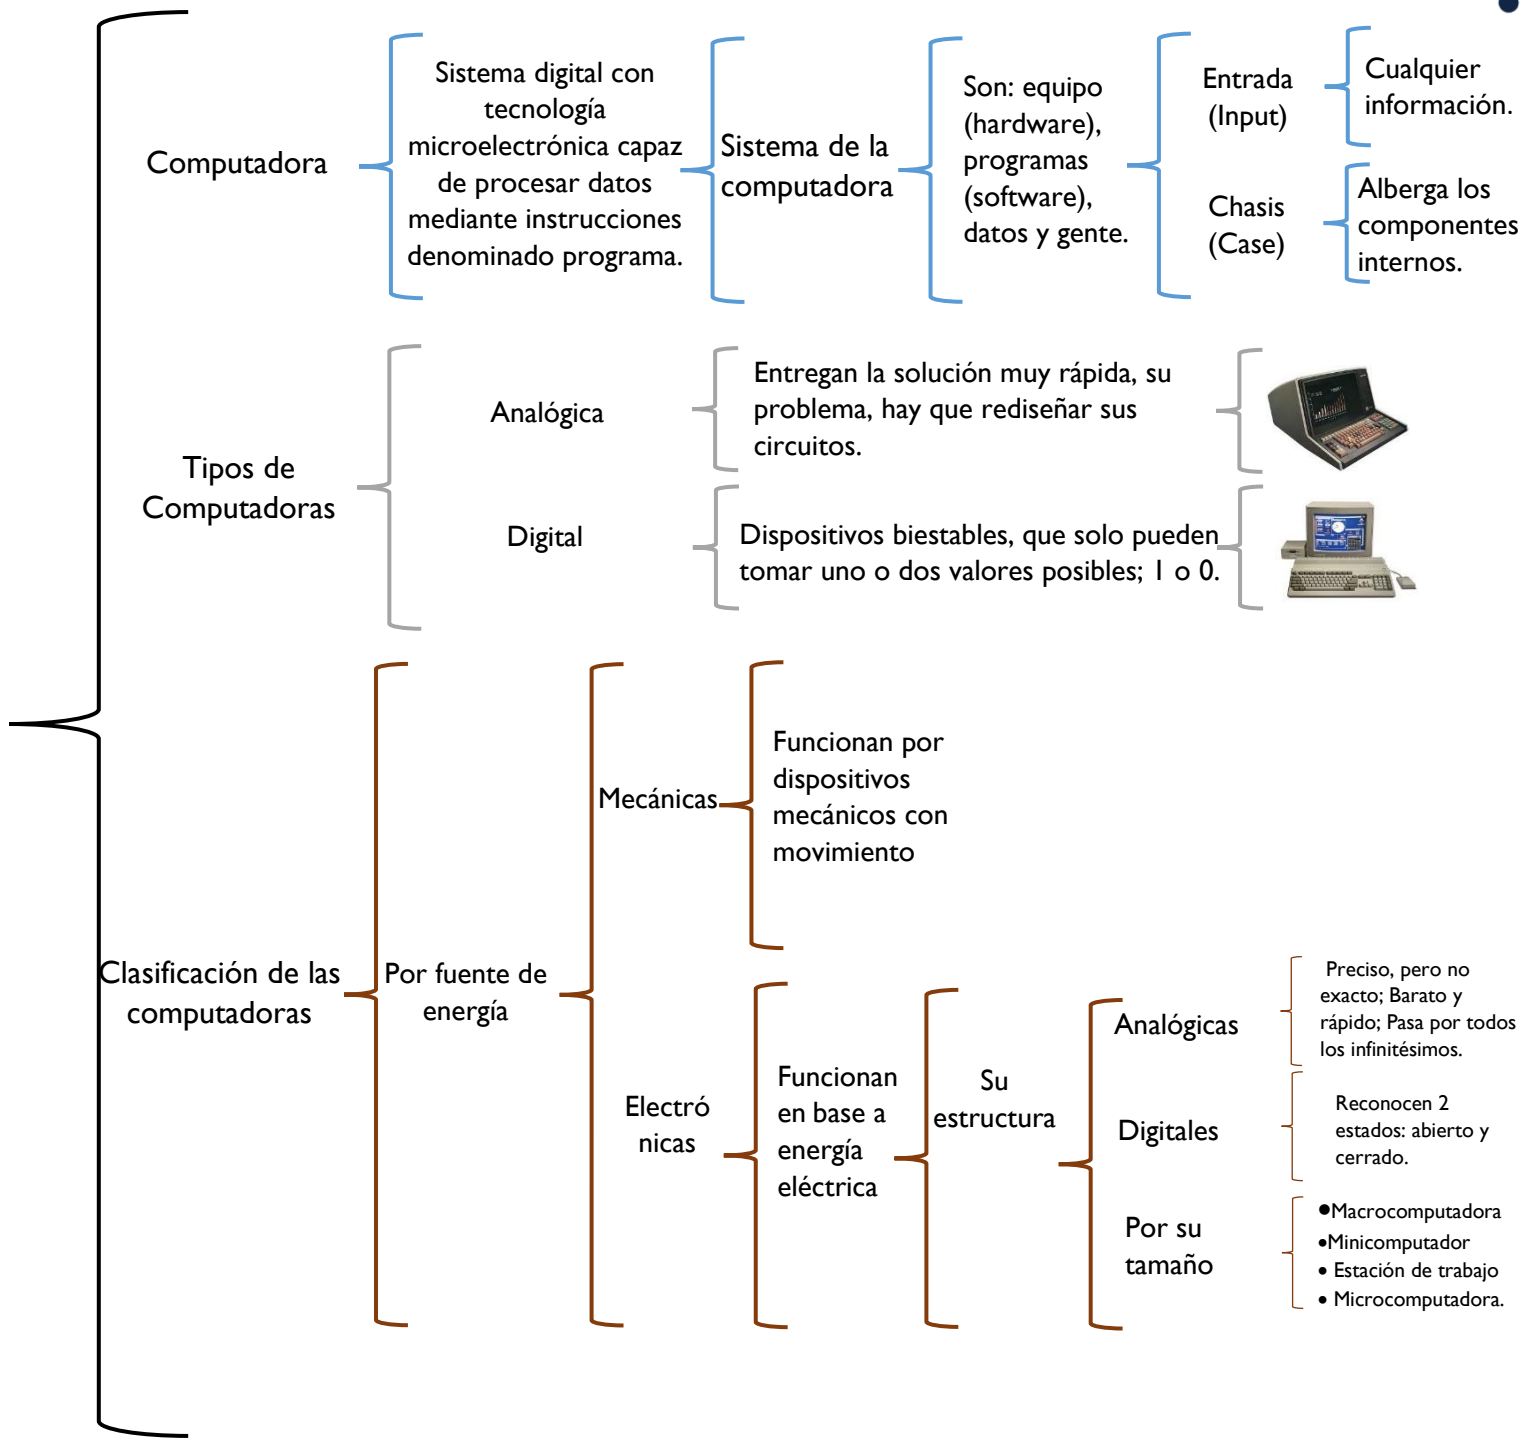 Computadora
Sistema digital con
tecnología
microelectrónica capaz
de procesar datos
mediante instrucciones
denominado programa.
Sistema de la
computadora
Son: equipo
(hardware),
programas
(software),
datos y gente.
Entrada
(Input)
Cualquier
información.
Chasis
(Case)
Alberga los
componentes
internos.
Tipos de
Computadoras
Analógica
Entregan la solución muy rápida, su
problema, hay que rediseñar sus
circuitos.
Digital
Dispositivos biestables, que solo pueden
tomar uno o dos valores posibles; 1 o 0.
Clasificación de las
computadoras
Por fuente de
energía
Mecánicas
Funcionan por
dispositivos
mecánicos con
movimiento
Electró
nicas
Funcionan
en base a
energía
eléctrica
Su
estructura
Analógicas
Preciso, pero no
exacto; Barato y
rápido; Pasa por todos
los infinitésimos.
Digitales
Reconocen 2
estados: abierto y
cerrado.
Por su
tamaño
•Macrocomputadora
•Minicomputador
• Estación de trabajo
• Microcomputadora.